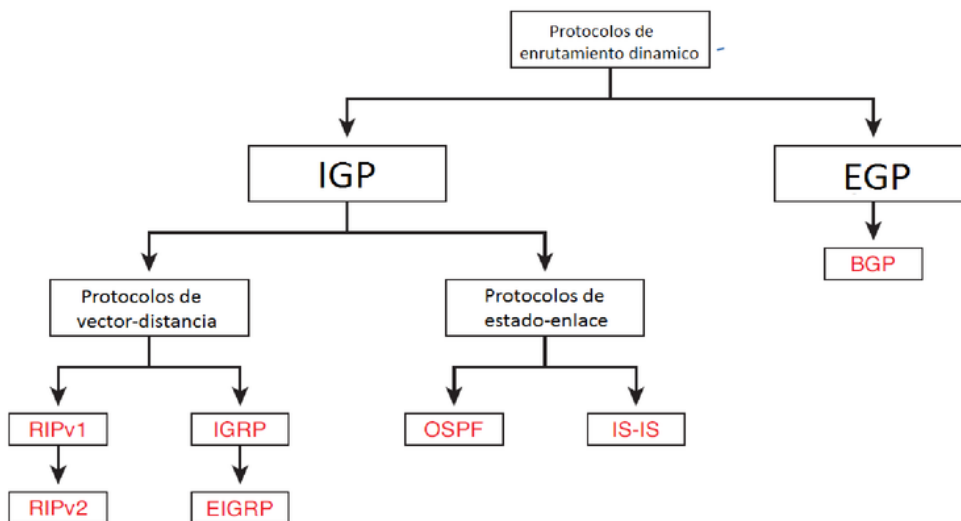 Protocolos de
enrutamiento dinamico
IGP
EGP
BGP
Protocolos de
vector-distancia
Protocolos de
estado-enlace
RIPv1
IGRP
OSPF
IS-IS
RIPv2
EIGRP